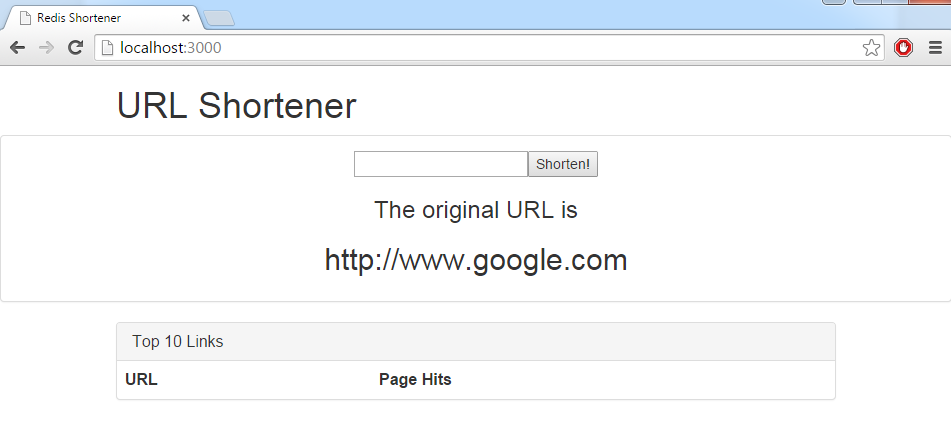 Redis Shortener
localhost:3000
URL Shortener
Shorten!
The original URL is
http://www.google.com
Top 10 Links
URL Page Hits